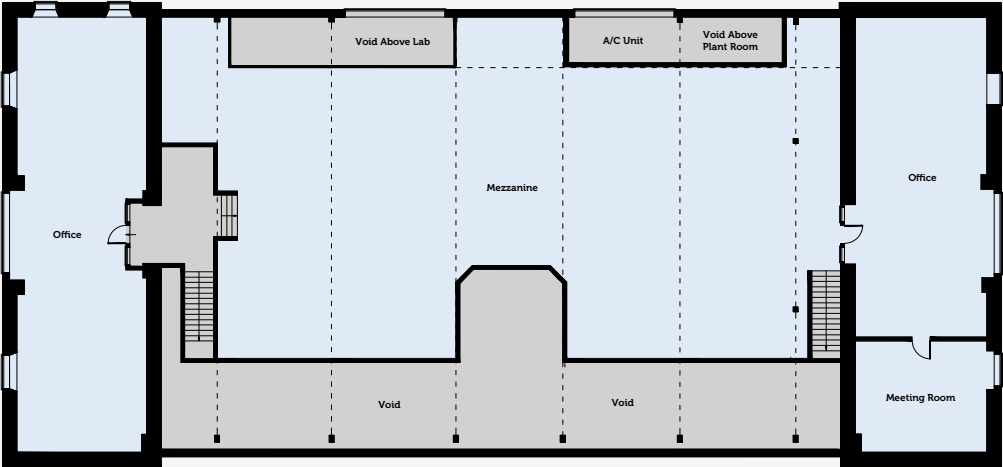 Void Above Lab
A/C Unit
Void Above
Plant Room
Mezzanine
Office
Office
Meeting Room
Void
Void